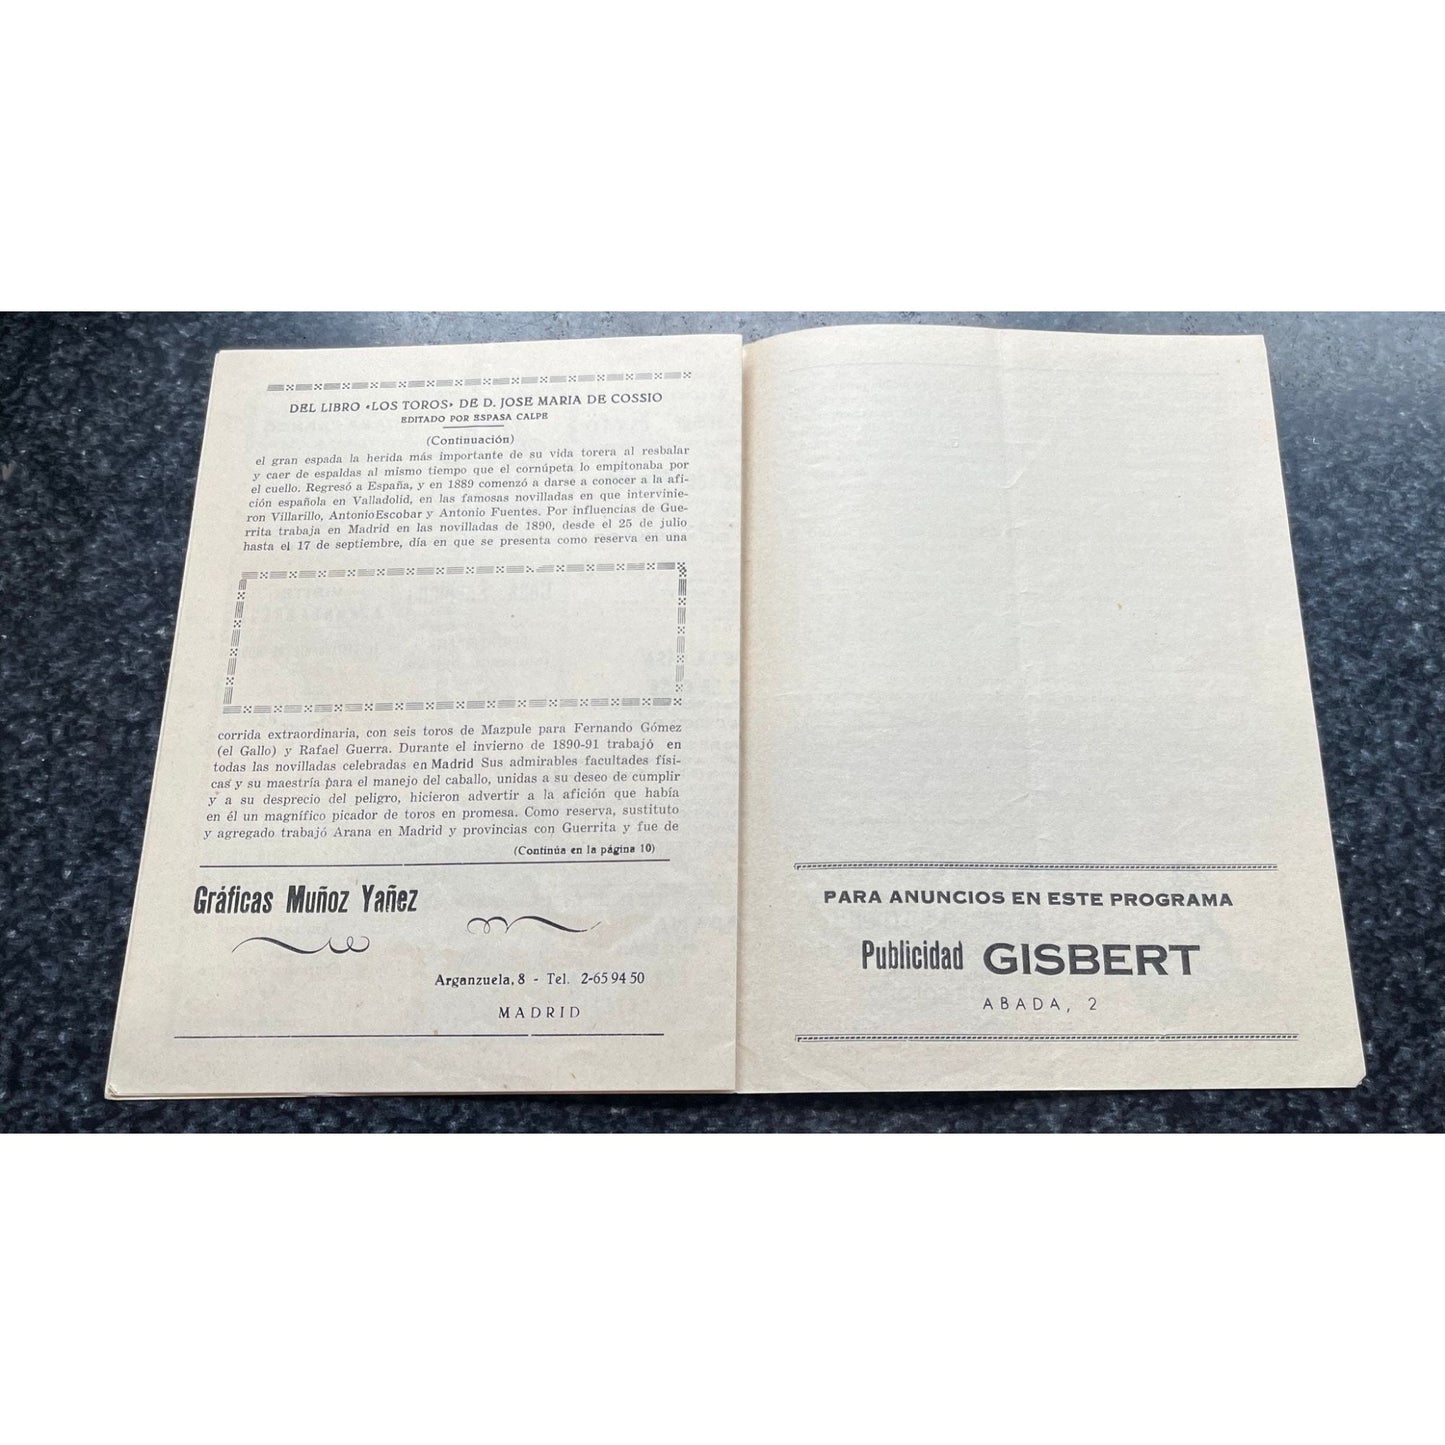 DEL LIBRO «LOS TOROS» DE D. JOSE MARIA DE COSSIO
EDITADO POR ESPASA CALPE
(Continuación)
el gran espada la herida más importante de su vida torera al resbalar
y caer de espaldas al mismo tiempo que el cornúpeta lo empitonaba por
el cuello. Regresó a España, y en 1889 comenzó a darse a conocer a la afi-
ción española en Valladolid, en las famosas novilladas en que intervinie-
ron Villarillo, Antonio Escobar y Antonio Fuentes. Por influencias de Gue-
rrita trabaja en Madrid en las novilladas de 1890, desde el 25 de julio
hasta el 17 de septiembre, día en que se presenta como reserva en una
corrida extraordinaria, con seis toros de Mazpule para Fernando Gómez
(el Gallo) y Rafael Guerra. Durante el invierno de 1890-91 trabajó en
todas las novilladas celebradas en Madrid Sus admirables facultades físi-
cas y su maestría para el manejo del caballo, unidas a su deseo de cumplir
y a su desprecio del peligro, hicieron advertir a la afición que había
en él un magnífico picador de toros en promesa. Como reserva, sustituto
y agregado trabajó Arana en Madrid y provincias con Guerrita y fue de
(Continúa en la página 10)
Gráficas Muñoz Yañez
Arganzuela, 8 - Tel. 2-65 94 50
MADRID
PARA ANUNCIOS EN ESTE PROGRAMA
Publicidad GISBERT
ABADA, 2